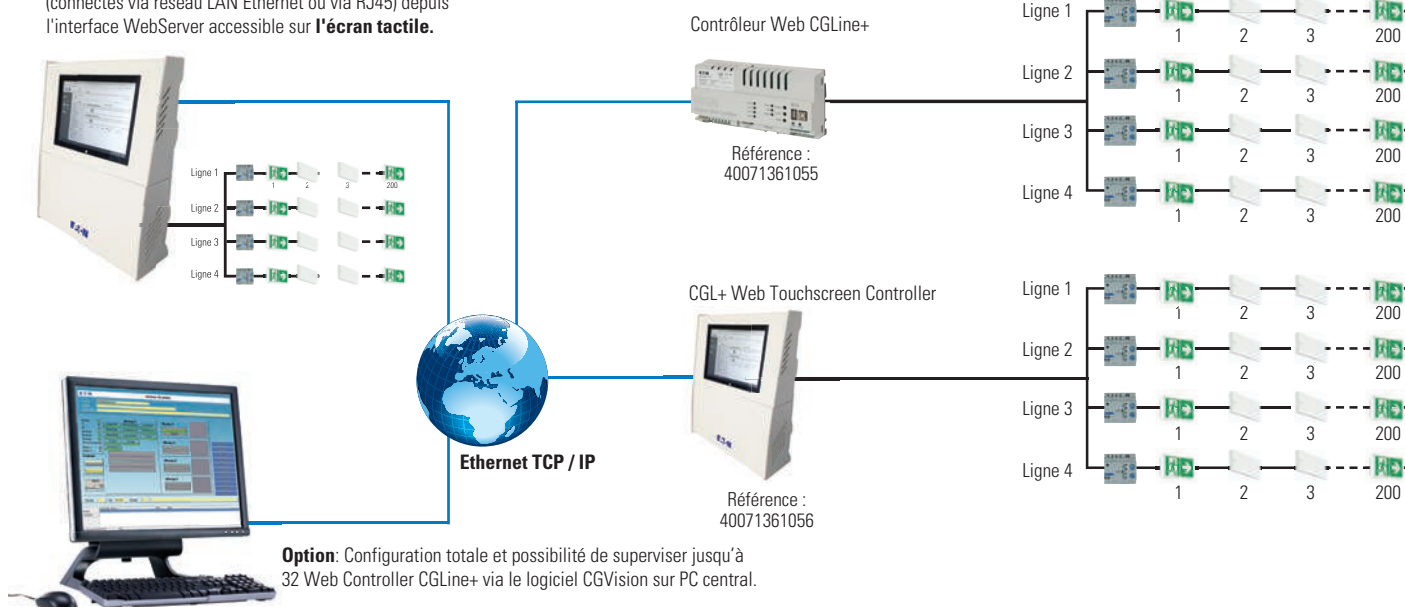 (connectés via réseau LAN Ethernet ou via RJ45) depuis
l'interface WebServer accessible sur l'écran tactile.
Ligne 1
1 2 3 200
Ligne 2
Ligne 3
Ligne 4
Contrôleur Web CGLine+
Référence :
40071361055
Ligne 1
1 2 3 200
Ligne 2
1 2 3 200
Ligne 3
1 2 3 200
Ligne 4
1 2 3 200
CGL+ Web Touchscreen Controller
Référence :
40071361056
Ligne 1
1 2 3 200
Ligne 2
1 2 3 200
Ligne 3
1 2 3 200
Ligne 4
1 2 3 200
Ethernet TCP / IP
Option: Configuration totale et possibilité de superviser jusqu'à
32 Web Controller CGLine+ via le logiciel CGVision sur PC central.